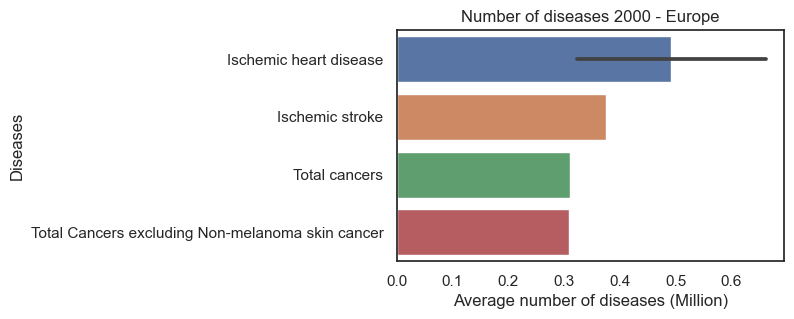 Number of diseases 2000 - Europe
Diseases
Ischemic heart disease
Ischemic stroke
Total cancers
Total Cancers excluding Non-melanoma skin cancer
0.0 0.1 0.2 0.3 0.4 0.5 0.6
Average number of diseases (Million)